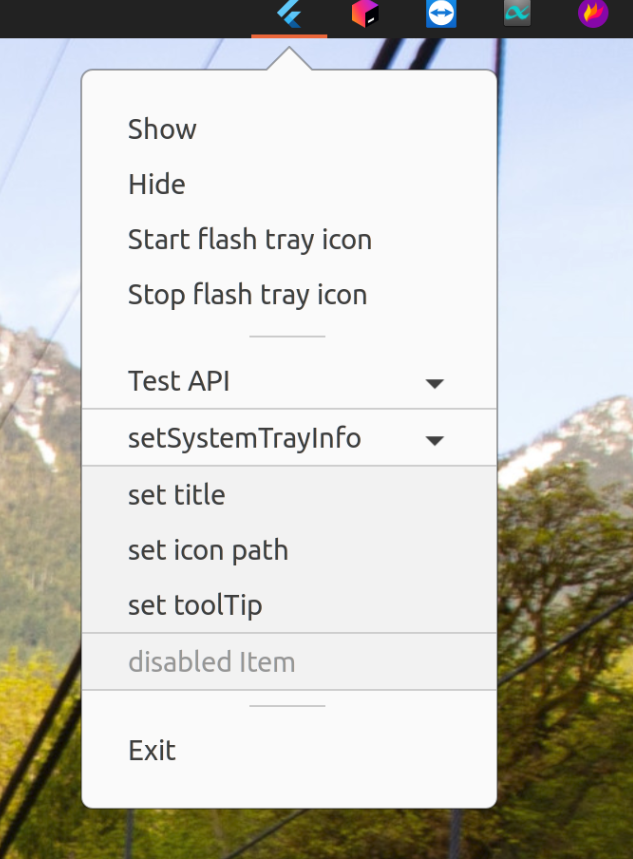 Show
Hide
Start flash tray icon
Stop flash tray icon
Test API
setSystemTrayInfo
set title
set icon path
set toolTip
disabled Item
Exit